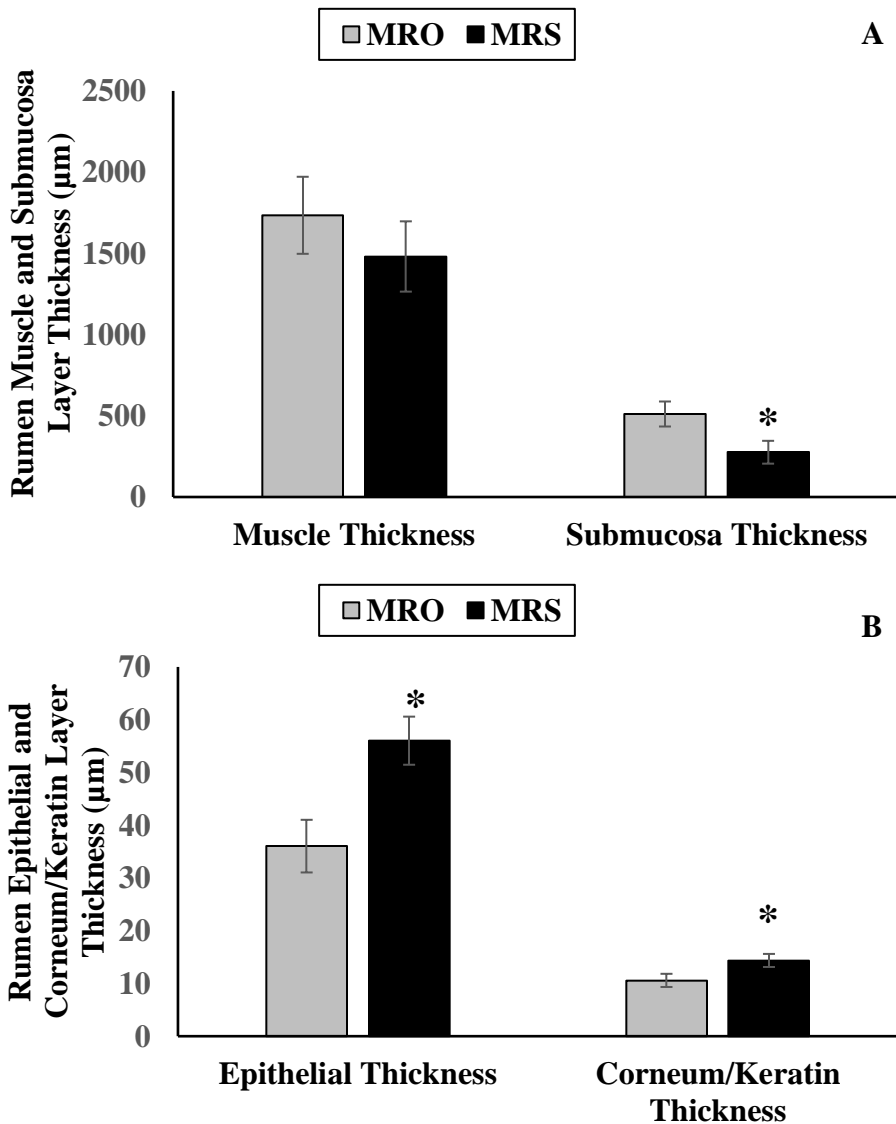 MRO MRS
A
Rumen Muscle and Submucosa
Layer Thickness (µm)
2500
2000
1500
1000
500
0
*
Muscle Thickness Submucosa Thickness
MRO MRS
B
Rumen Epithelial and
Corneum/Keratin Layer
Thickness (µm)
70
60
50
40
30
20
10
0
*
*
Epithelial Thickness Corneum/Keratin
Thickness